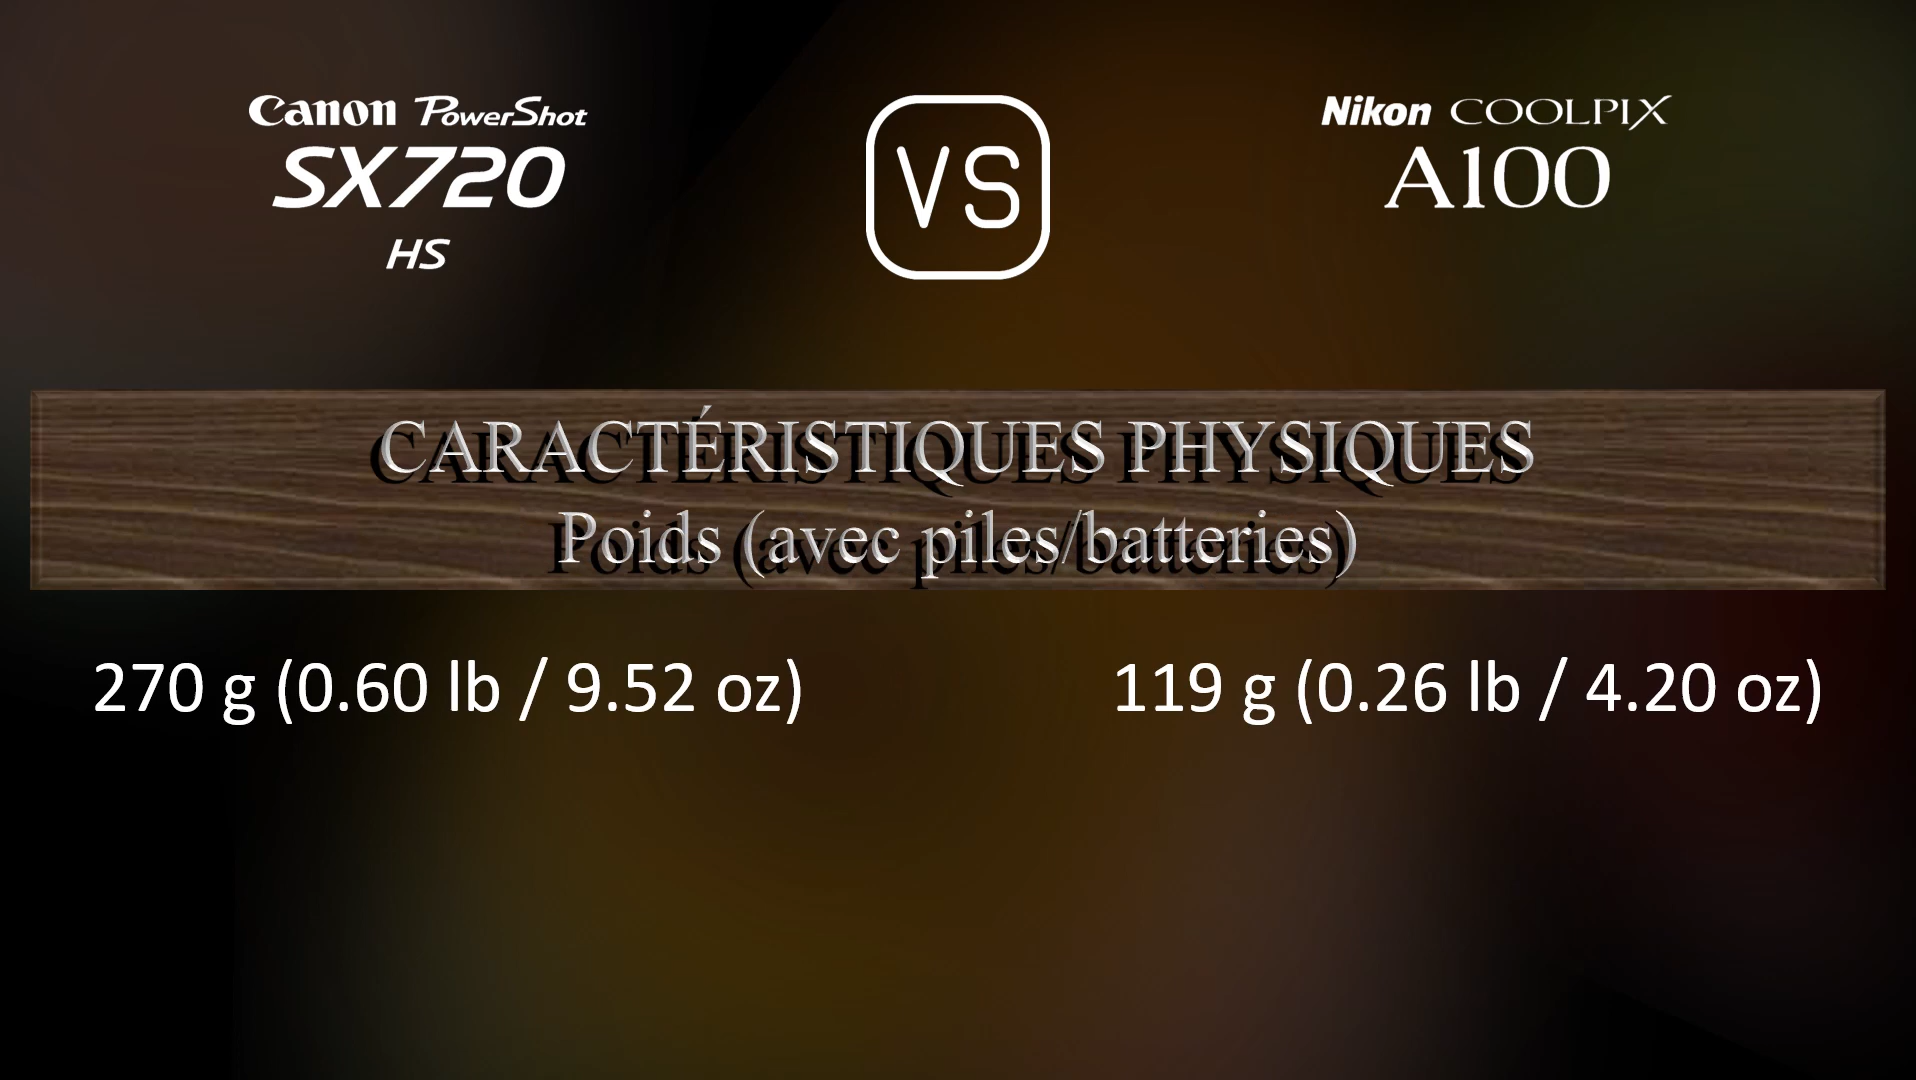 Canon PowerShot
SX720
HS
VS
Nikon COOLPIX
A100
CARACTÉRISTIQUES PHYSIQUES
Poids (avec piles/batteries)
270 g (0.60 lb / 9.52 oz)
119 g (0.26 lb / 4.20 oz)